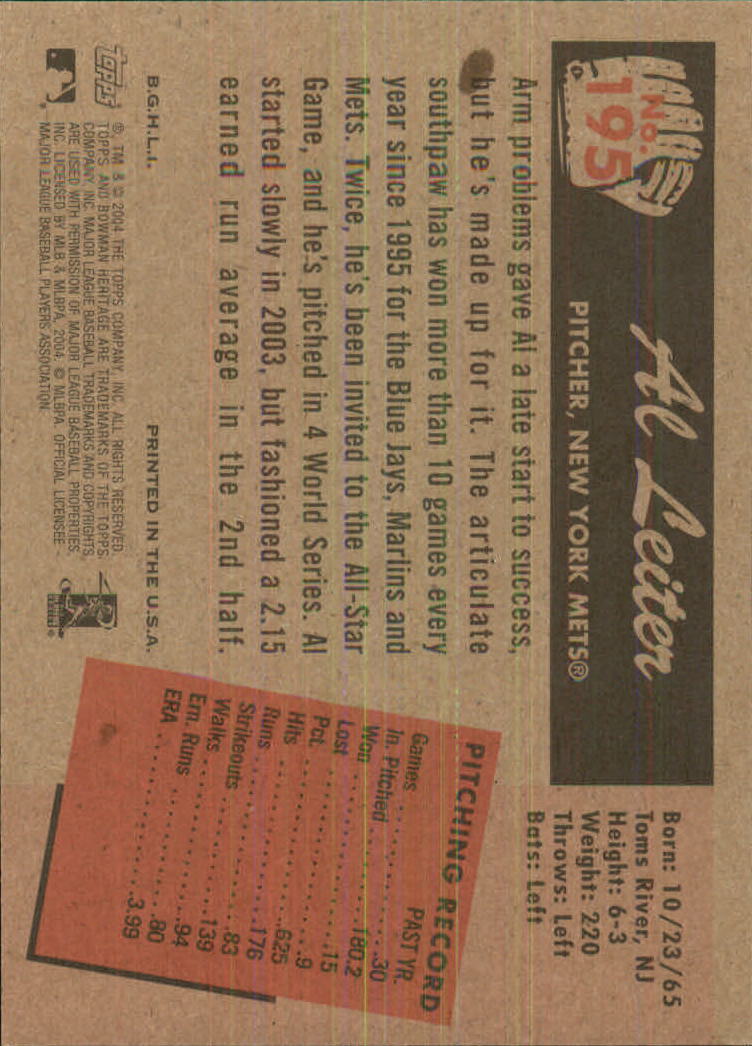 No.
195
Al Leiter
PITCHER, NEW YORK METS®
Born: 10/23/65
Toms River, NJ
Height: 6-3
Weight: 220
Throws: Left
Bats: Left
Arm problems gave Al a late start to success,
but he's made up for it. The articulate
southpaw has won more than 10 games every
year since 1995 for the Blue Jays, Marlins and
Mets. Twice, he's been invited to the All-Star
Game, and he's pitched in 4 World Series. Al
started slowly in 2003, but fashioned a 2.15
earned run average in the 2nd half.
PITCHING RECORD
PAST YR.
Games ........30
In. Pitched ........180.2
Won ........15
Lost ........9
Pct. ........625
Hits ........176
Runs ........83
Strikeouts ........139
Walks ........94
Ern. Runs ........80
ERA ........3.99
B.G.H.L.I.
PRINTED IN THE U.S.A.
topps
®, TM & © 2004 THE TOPPS COMPANY, INC. ALL RIGHTS RESERVED.
TOPPS AND BOWMAN HERITAGE ARE TRADEMARKS OF THE TOPPS
COMPANY, INC. MAJOR LEAGUE BASEBALL TRADEMARKS AND COPYRIGHTS
ARE USED WITH PERMISSION OF MAJOR LEAGUE BASEBALL PROPERTIES,
INC. LICENSED BY MLB & MLBPA, 2004. © MLBPA. OFFICIAL LICENSEE -
MAJOR LEAGUE BASEBALL PLAYERS ASSOCIATION.